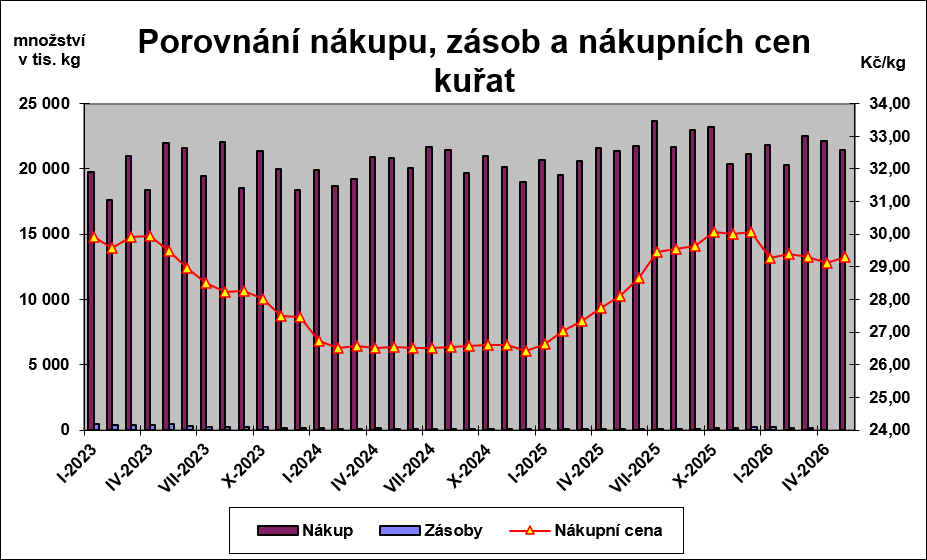 Porovnání nákupu, zásob a nákupních cen
kuřat
množství
v tis. kg
Kč/kg
25 000
20 000
15 000
10 000
5 000
0
34,00
33,00
32,00
31,00
30,00
29,00
28,00
27,00
26,00
25,00
24,00
I-2023
IV-2023
VII-2023
X-2023
I-2024
IV-2024
VII-2024
X-2024
I-2025
IV-2025
VII-2025
X-2025
I-2026
IV-2026
Nákup
Zásoby
Nákupní cena